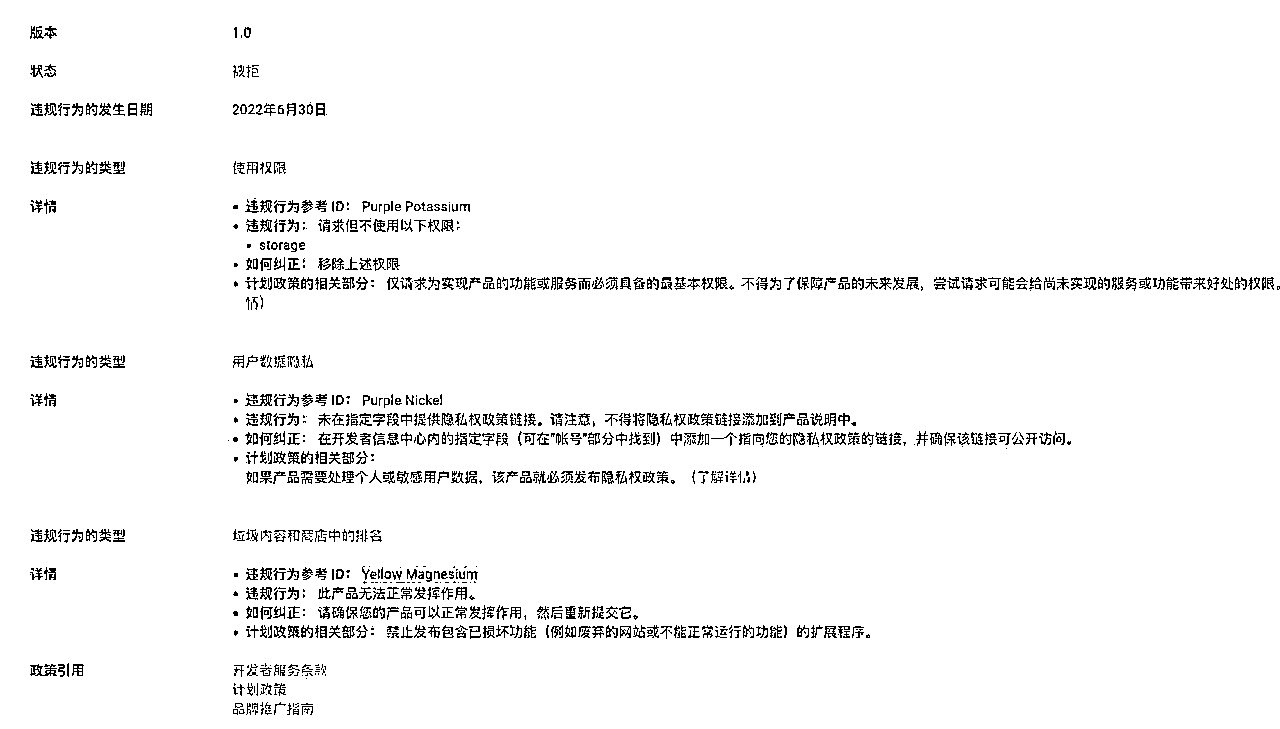 版本 1.0
状态 被拒
违规行为的发生日期 2022年6月30日
违规行为的类型 使用权限
详情 • 违规行为参考 ID： Purple Potassium
• 违规行为： 请求但不使用以下权限：
• storage
• 如何纠正： 移除上述权限
• 计划政策的相关部分： 仅请求为实现产品的功能或服务而必须具备的最基本权限。不得为了保障产品的未来发展，尝试请求可能会给尚未实现的服务或功能带来好处的权限。
情）
违规行为的类型 用户数据隐私
详情 • 违规行为参考 ID： Purple Nickel
• 违规行为： 未在指定字段中提供隐私权政策链接。请注意，不得将隐私权政策链接添加到产品说明中。
• 如何纠正： 在开发者信息中心内的指定字段（可在"帐号"部分中找到）中添加一个指向您的隐私权政策的链接，并确保该链接可公开访问。
• 计划政策的相关部分：
如果产品需要处理个人或敏感用户数据，该产品就必须发布隐私权政策。（了解详情）
违规行为的类型 垃圾内容和商店中的排名
详情 • 违规行为参考 ID： Yellow Magnesium
• 违规行为： 此产品无法正常发挥作用。
• 如何纠正： 请确保您的产品可以正常发挥作用，然后重新提交它。
• 计划政策的相关部分： 禁止发布包含已损坏功能（例如废弃的网站或不能正常运行的功能）的扩展程序。
政策引用 开发者服务条款
计划政策
品牌推广指南